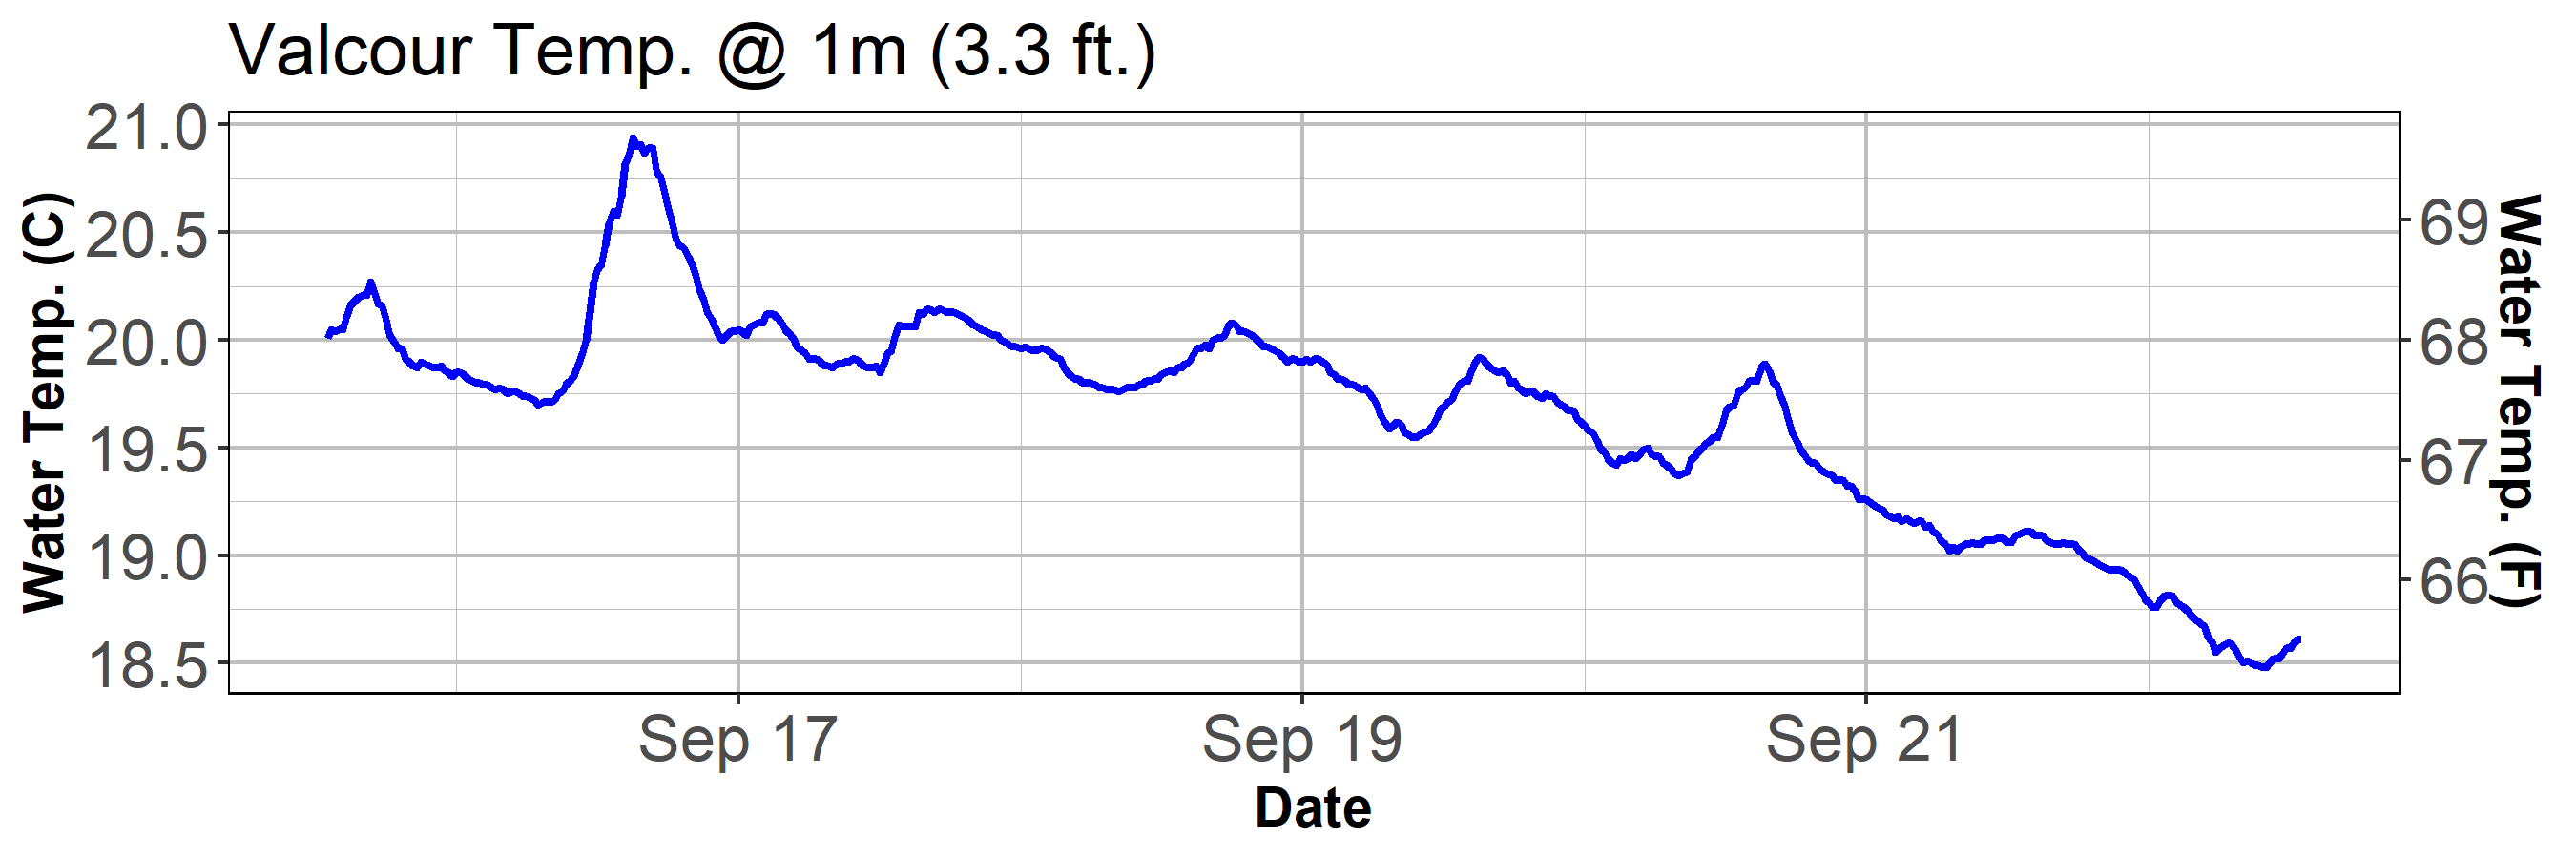 Valcour Temp. @ 1m (3.3 ft.)
Water Temp. (C)
21.0
20.5
20.0
19.5
19.0
18.5
69
68
67
66
Water Temp. (F)
Sep 17
Sep 19
Sep 21
Date